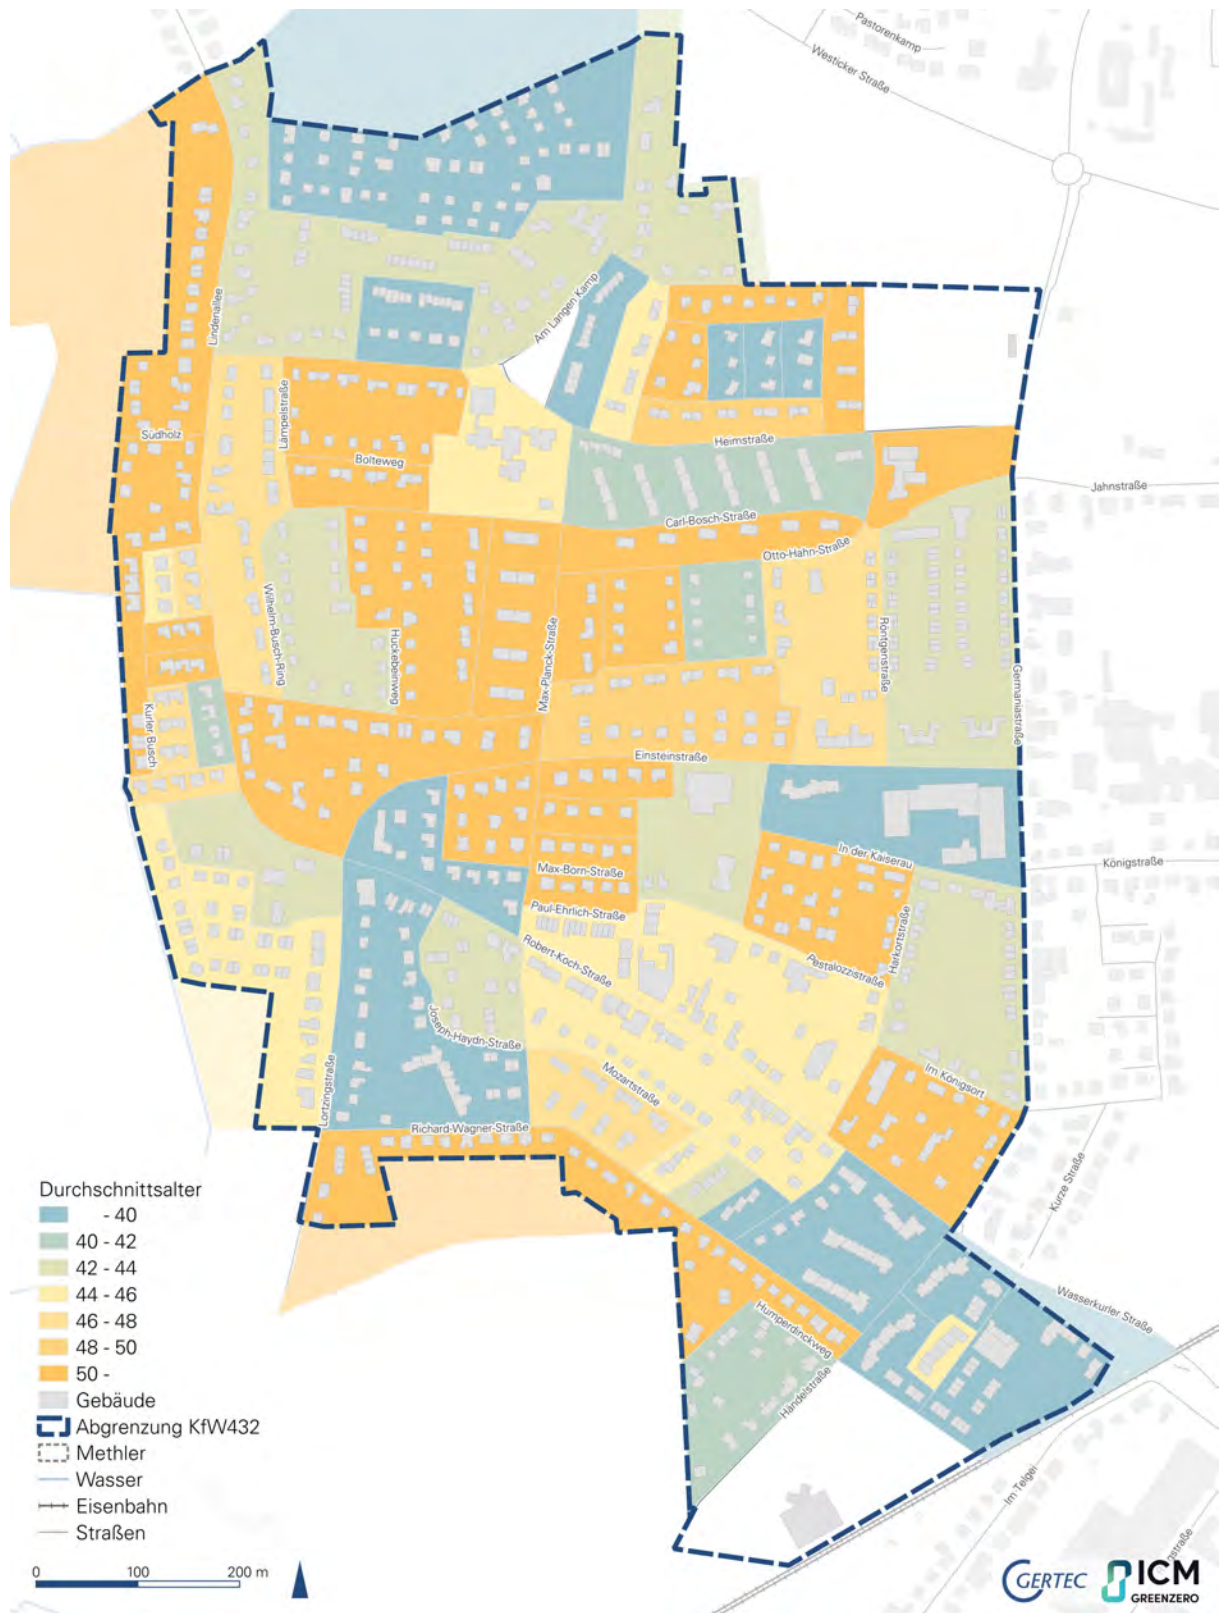 Pastorenkamp
Westicker Straße
Lindenallee
Am Langen Kamp
Lämpelstraße
Südholz
Bolteweg
Heimstraße
Jahnstraße
Carl-Bosch-Straße
Otto-Hahn-Straße
Wilhelm-Busch-Ring
Huckebeinweg
Max-Planck-Straße
Röntgenstraße
Germaniastraße
Kurler Busch
Einsteinstraße
In der Kaiserau
Königstraße
Max-Born-Straße
Paul-Ehrlich-Straße
Robert-Koch-Straße
Harkortstraße
Pestalozzistraße
Joseph-Haydn-Straße
Lortzingstraße
Mozartstraße
Im Königsort
Richard-Wagner-Straße
Kurze Straße
Wasserkurler Straße
Humperdinckweg
Händelstraße
Im Telgei
Durchschnittsalter
- 40
40 - 42
42 - 44
44 - 46
46 - 48
48 - 50
50 -
Gebäude
Abgrenzung KfW432
Methler
Wasser
Eisenbahn
Straßen
0 100 200 m
GERTEC
ICM
GREENZERO